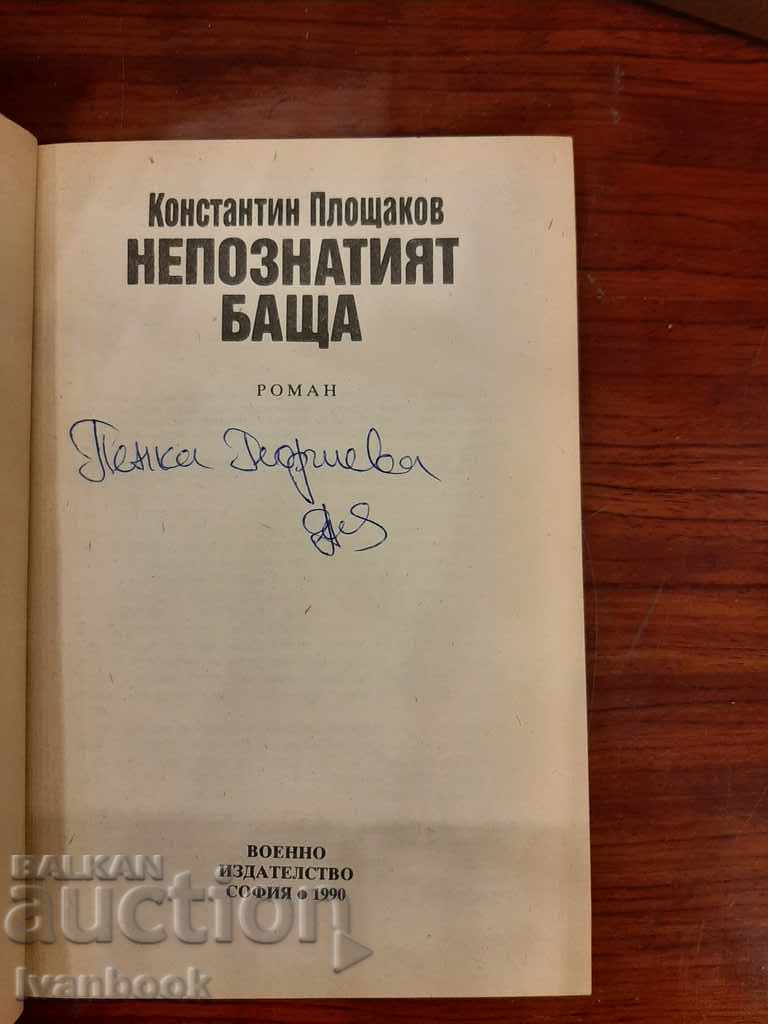 Константин Площаков
НЕПОЗНАТИЯТ
БАЩА
РОМАН
Пенка Георгиева
ВОЕННО
ИЗДАТЕЛСТВО
СОФИЯ • 1990
BALKAN
auction
Ivanbook